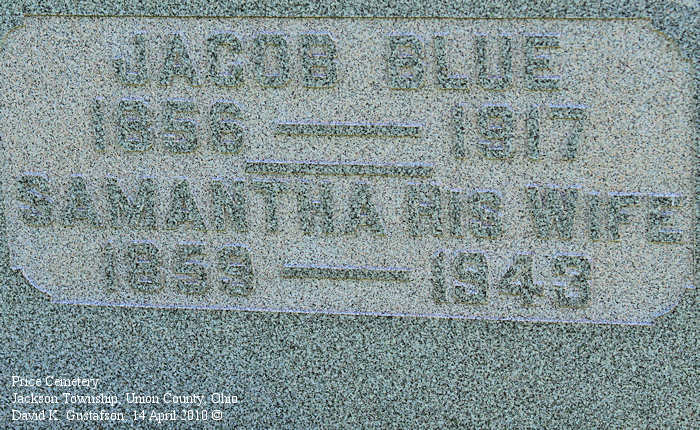 JACOB BLUE
1856 — 1917
SAMANTHA HIS WIFE
1859 — 1943
Price Cemetery
Jackson Township, Union County, Ohio
David K. Gustafson 14 April 2010 ©